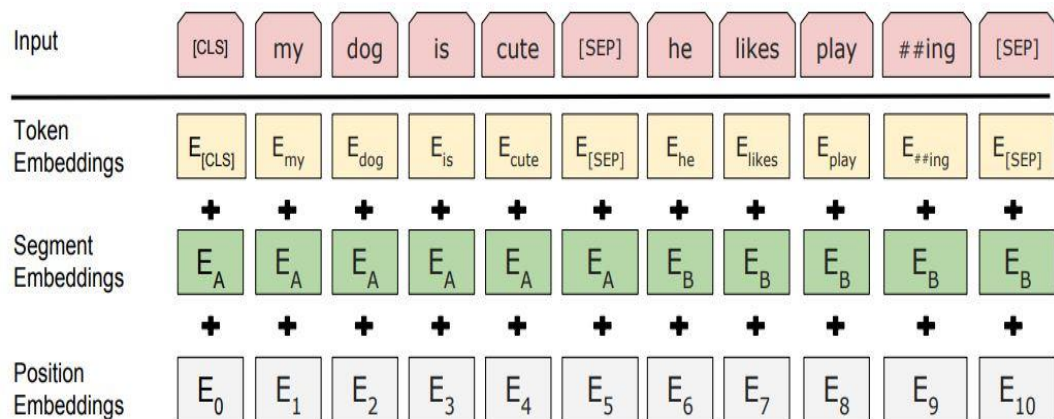 Input [CLS] my dog is cute [SEP] he likes play ##ing [SEP]
Token Embeddings E[CLS] Emy Edog Eis Ecute E[SEP] Ehe Elikes Eplay E##ing E[SEP]
+ + + + + + + + + + +
Segment Embeddings EA EA EA EA EA EA EB EB EB EB EB
+ + + + + + + + + + +
Position Embeddings E0 E1 E2 E3 E4 E5 E6 E7 E8 E9 E10